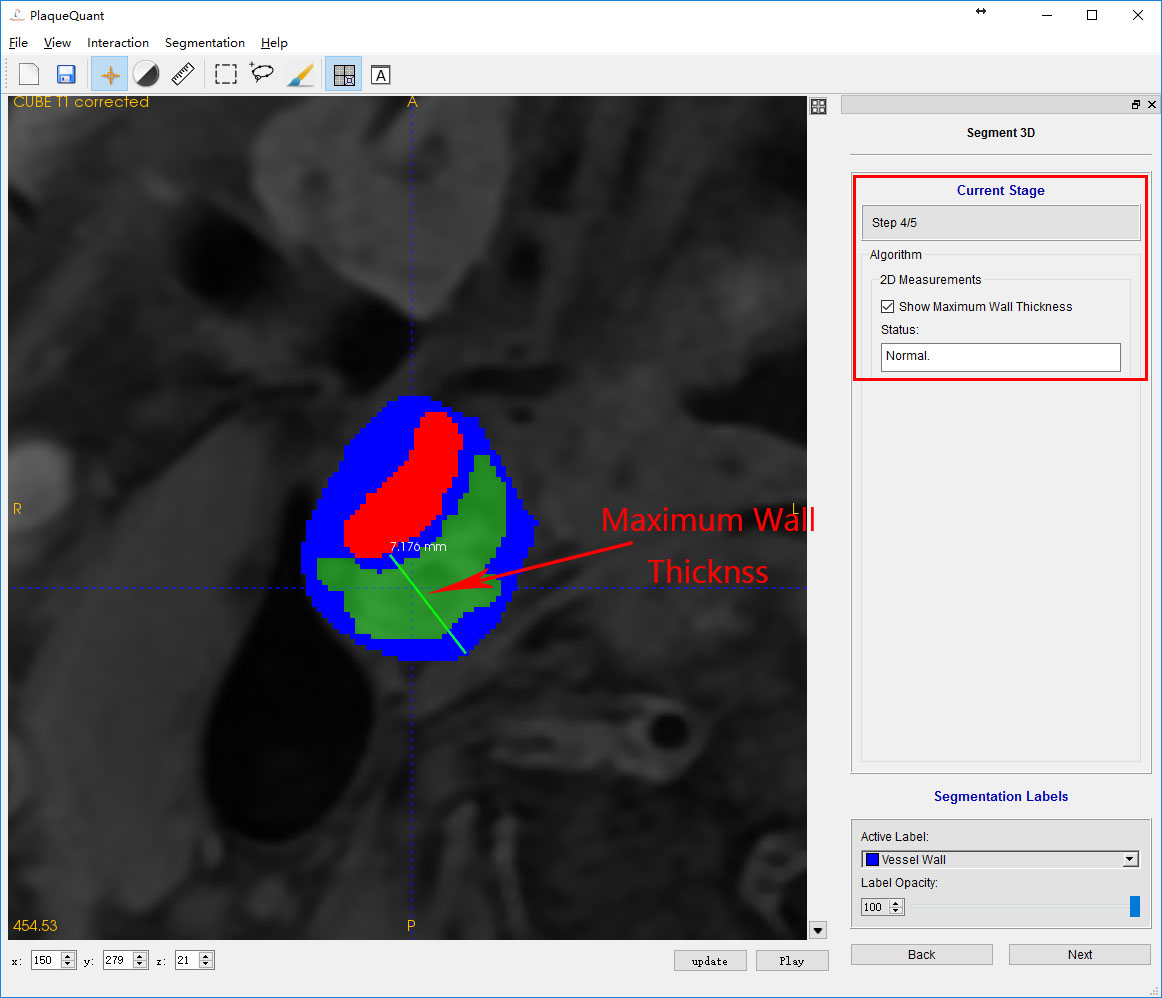 PlaqueQuant
File View Interaction Segmentation Help
A
CUBE T1 corrected
A
Segment 3D
Current Stage
Step 4/5
Algorithm
2D Measurements
Show Maximum Wall Thickness
Status:
Normal.
R
L
Maximum Wall
Thicknss
7.176 mm
454.53
P
Segmentation Labels
Active Label:
Vessel Wall
Label Opacity:
100
x: 150 y: 279 z: 21
update Play
Back Next